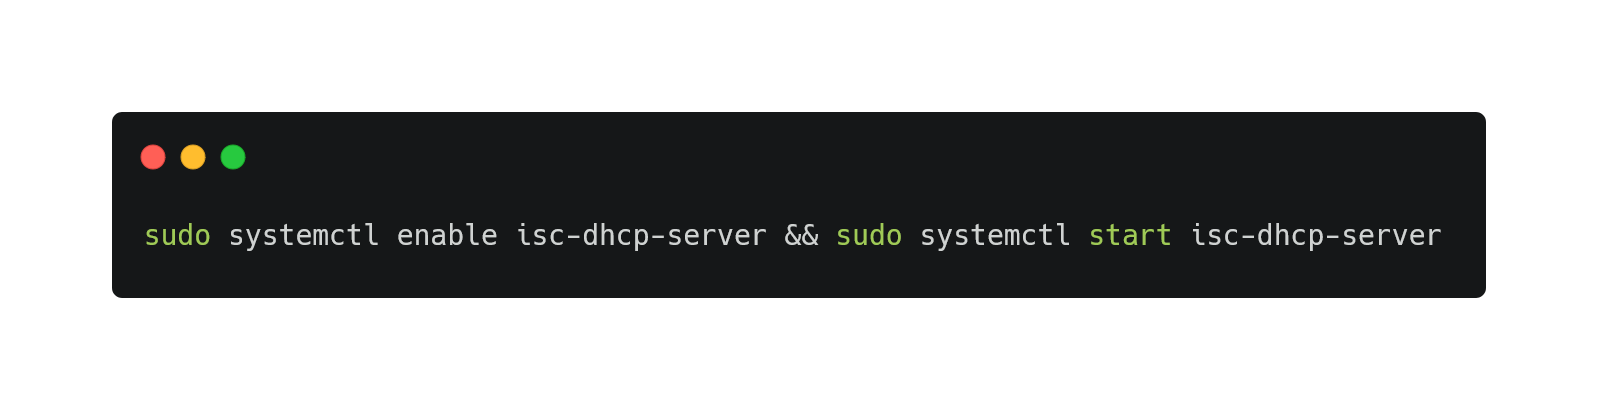 sudo systemctl enable isc-dhcp-server && sudo systemctl start isc-dhcp-server